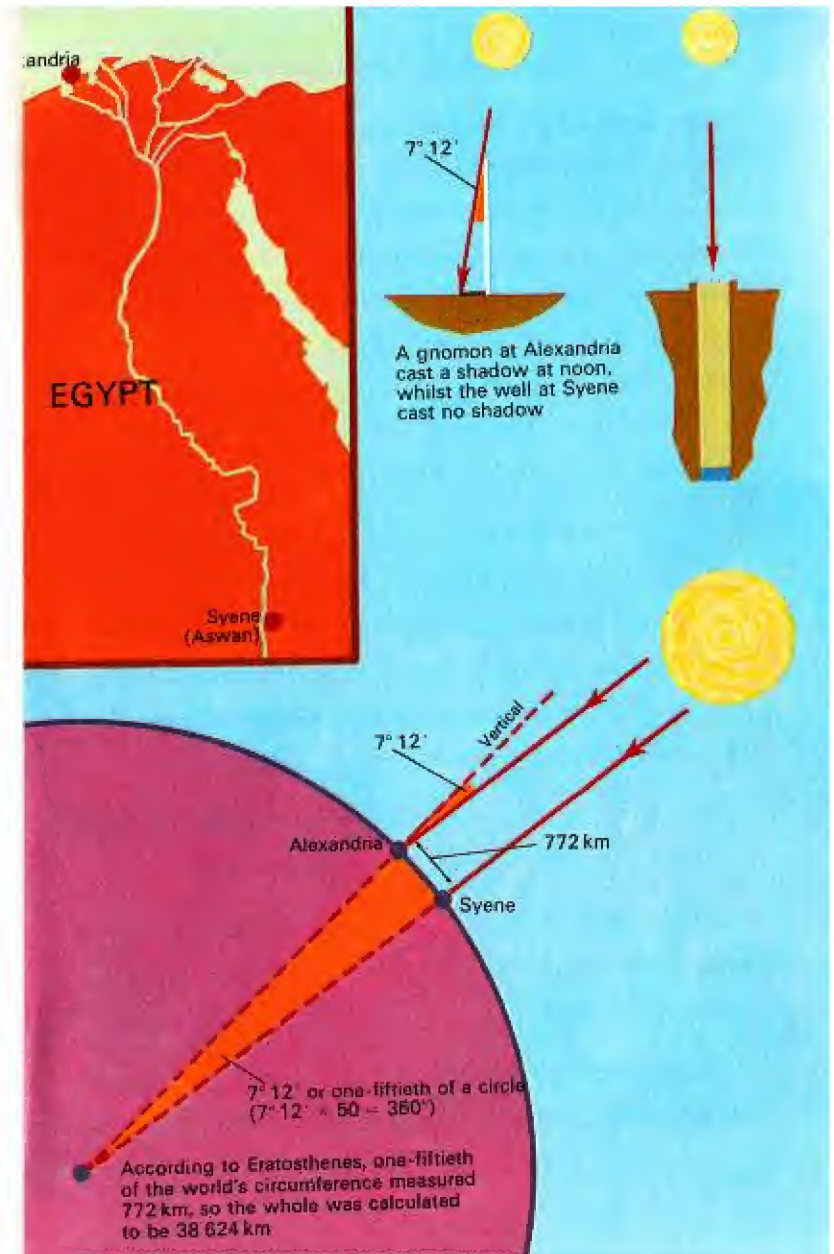 andria
EGYPT
Syene
(Aswan)
7° 12'
A gnomon at Alexandria
cast a shadow at noon,
whilst the well at Syene
cast no shadow
7° 12'
Vertical
Alexandria
772 km
Syene
7° 12' or one-fiftieth of a circle
(7° 12' × 50 = 360°)
According to Eratosthenes, one-fiftieth
of the world's circumference measured
772 km, so the whole was calculated
to be 38 624 km